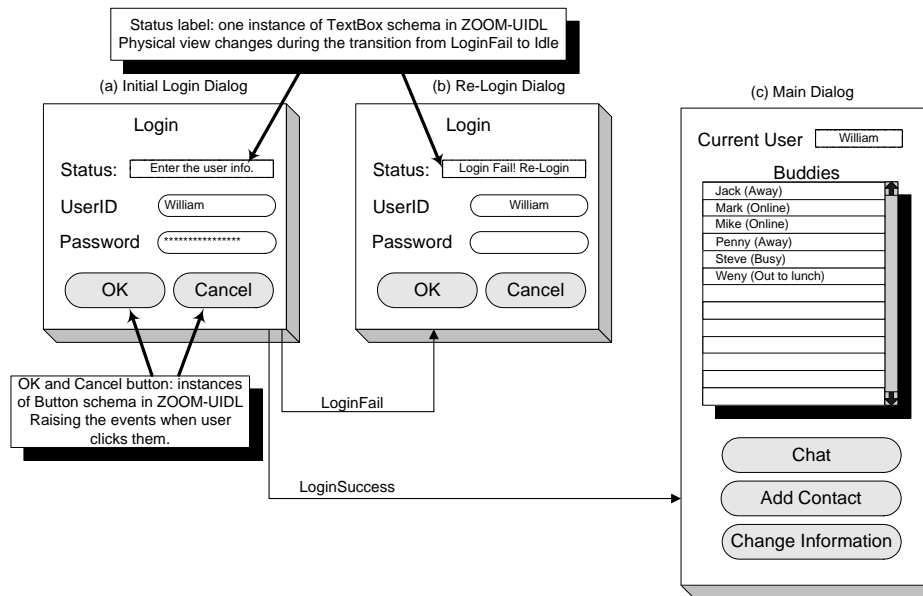 Status label: one instance of TextBox schema in ZOOM-UIDL
Physical view changes during the transition from LoginFail to Idle
(a) Initial Login Dialog
Login
Status:
Enter the user info.
UserID
William
Password
****************
OK
Cancel
OK and Cancel button: instances
of Button schema in ZOOM-UIDL
Raising the events when user
clicks them.
(b) Re-Login Dialog
Login
Status:
Login Fail! Re-Login
UserID
William
Password
OK
Cancel
LoginFail
LoginSuccess
(c) Main Dialog
Current User
William
Buddies
Jack (Away)
Mark (Online)
Mike (Online)
Penny (Away)
Steve (Busy)
Weny (Out to lunch)
Chat
Add Contact
Change Information